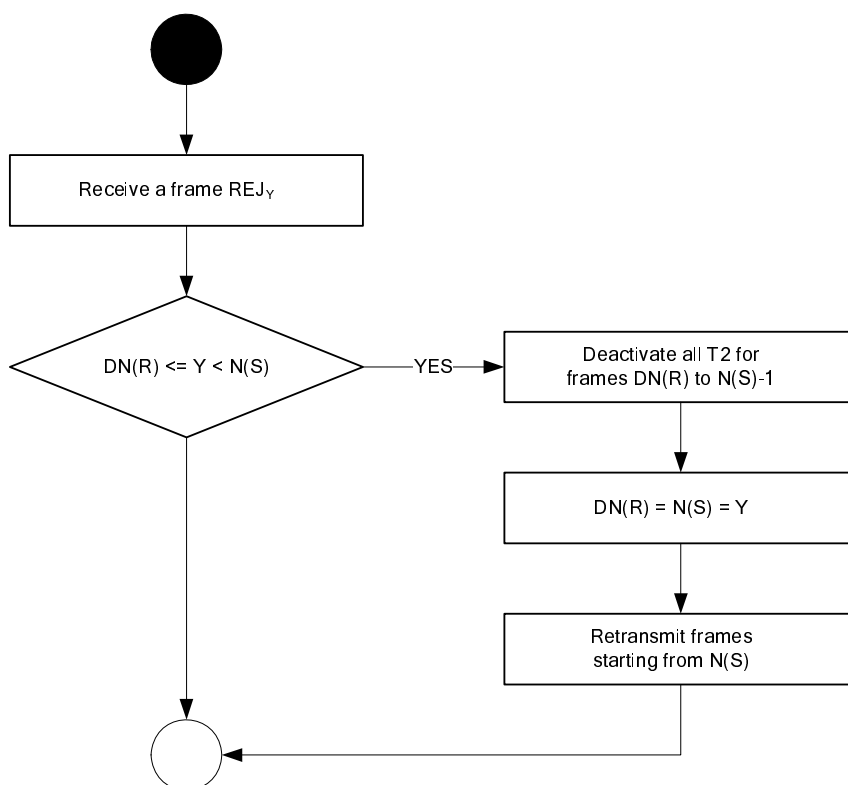 Receive a frame REJY
DN(R) <= Y < N(S)
YES
Deactivate all T2 for
frames DN(R) to N(S)-1
DN(R) = N(S) = Y
Retransmit frames
starting from N(S)